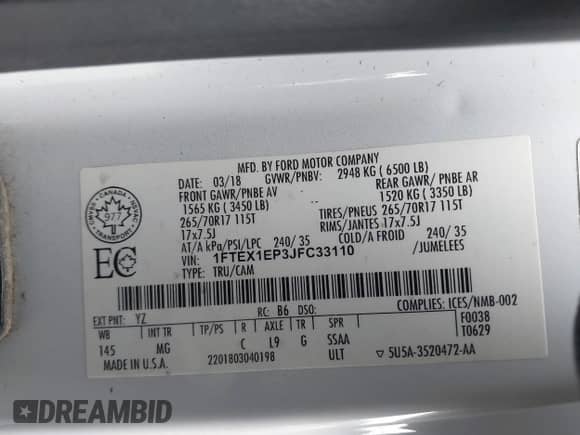 MFD. BY FORD MOTOR COMPANY
DATE: 03/18 GVWR/PNBV: 2948 KG ( 6500 LB)
FRONT GAWR/PNBE AV REAR GAWR/ PNBE AR
1565 KG ( 3450 LB) 1520 KG ( 3350 LB)
265/70R17 115T TIRES/PNEUS 265/70R17 115T
17x7.5J RIMS/JANTES 17x7.5J
AT/A kPa/PSI/LPC 240/ 35 COLD/A FROID 240/ 35
VIN: 1FTEX1EP3JFC33110 /JUMELEES
TYPE: TRU/CAM
CANADA
977
TRANSPORT
EC
COMPLIES: ICES/NMB-002
EXT PNT: YZ RC: B6 DSO: F0038
WB INT TR TP/PS R AXLE TR SPR T0629
145 MG C L9 G SSAA
MADE IN U.S.A. 2201803040198 ULT ▽ 5U5A-3520472-AA
DREAMBID